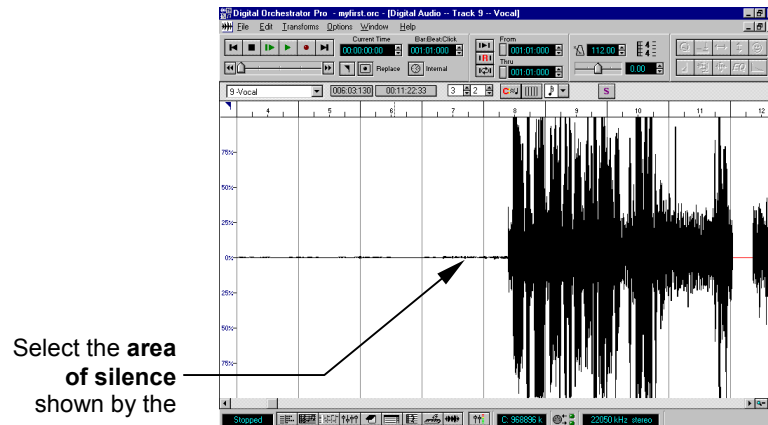 Digital Orchestrator Pro - myfirst.orc - [Digital Audio -- Track 9 -- Vocal]
File Edit Transforms Options Window Help
Current Time Bar:Beat:Click From
00:00:00:00 001:01:000 001:01:000 112.00 4 4
Thru
Replace Internal 001:01:000 0.00 EQ
9 -Vocal 006:03:130 00:11:22:33 3 2 C S
4 5 6 7 8 9 10 11 12
75%
50%
25%
0%
25%
50%
75%
Select the area
of silence
shown by the
Stopped C: 968896 k 22050 kHz stereo